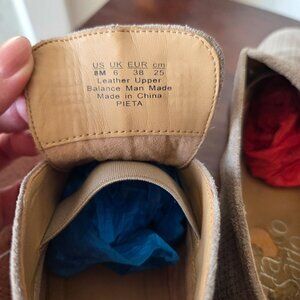 US UK EUR cm
8M 6 38 25
Leather Upper
Balance Man Made
Made in China
PIETA